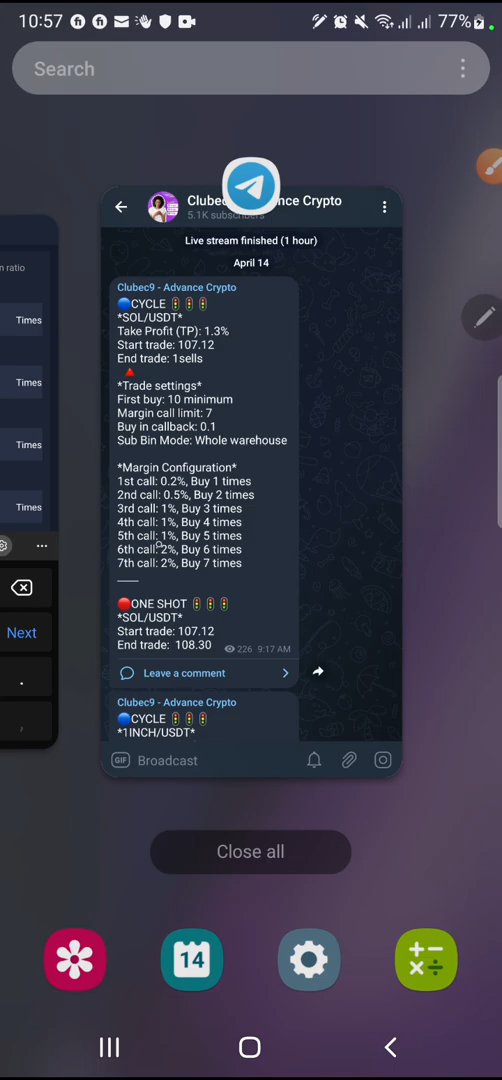 10:57
77%
Search
Clubec
nce Crypto
5.1K subscribers
Live stream finished (1 hour)
April 14
Clubec9 - Advance Crypto
🔵CYCLE 🚦🚦🚦
*SOL/USDT*
Take Profit (TP): 1.3%
Start trade: 107.12
End trade: 1sells
🔺
*Trade settings*
First buy: 10 minimum
Margin call limit: 7
Buy in callback: 0.1
Sub Bin Mode: Whole warehouse
*Margin Configuration*
1st call: 0.2%, Buy 1 times
2nd call: 0.5%, Buy 2 times
3rd call: 1%, Buy 3 times
4th call: 1%, Buy 4 times
5th call: 1%, Buy 5 times
6th call: 2%, Buy 6 times
7th call: 2%, Buy 7 times
___
🔴ONE SHOT 🚦🚦🚦
*SOL/USDT*
Start trade: 107.12
End trade:  108.30
226 9:17 AM
Leave a comment
Clubec9 - Advance Crypto
🔵CYCLE 🚦🚦🚦
*1INCH/USDT*
GIF Broadcast
n ratio
Times
Times
Times
Times
Next
.
,
Close all
14